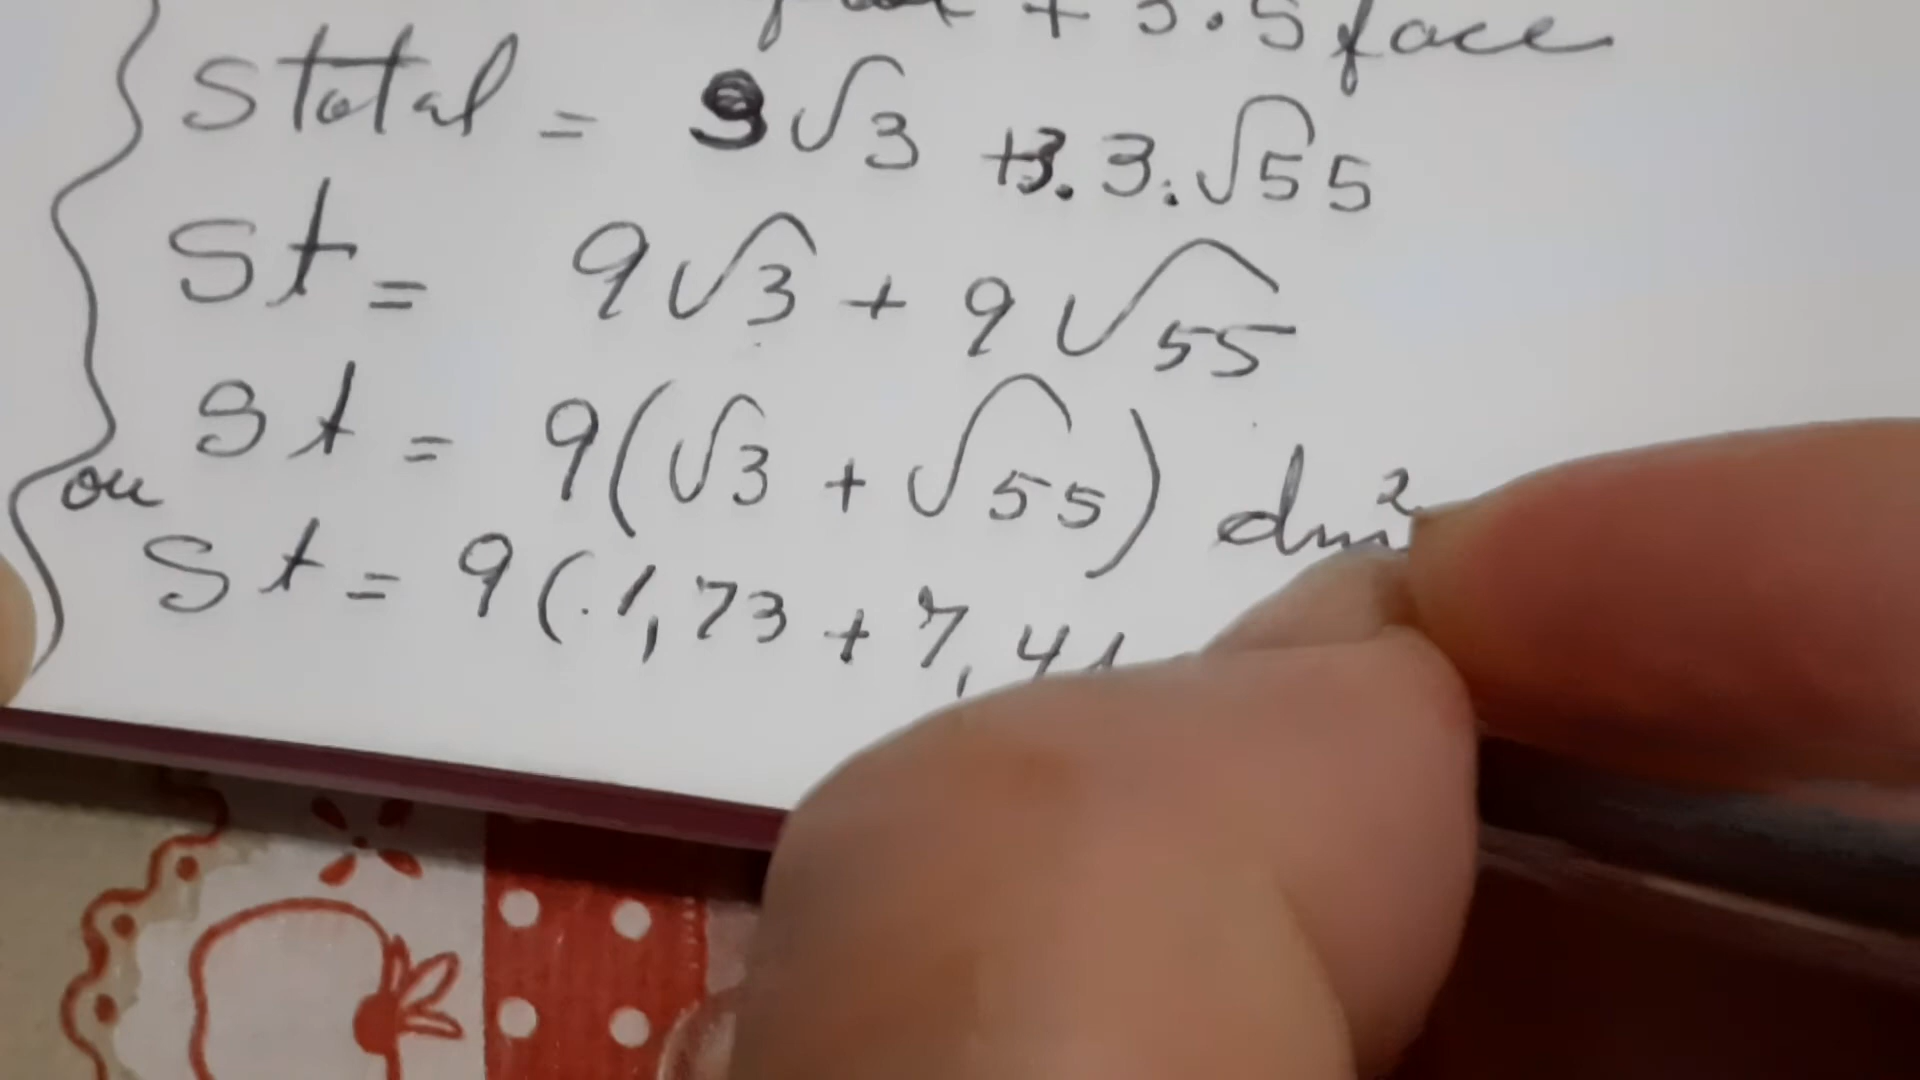 + 3.5 face
Stotal = 9√3 +3.3.√55
St = 9√3 + 9√55
St = 9(√3 + √55) dm²
ou
St = 9(.1,73 + 7,41